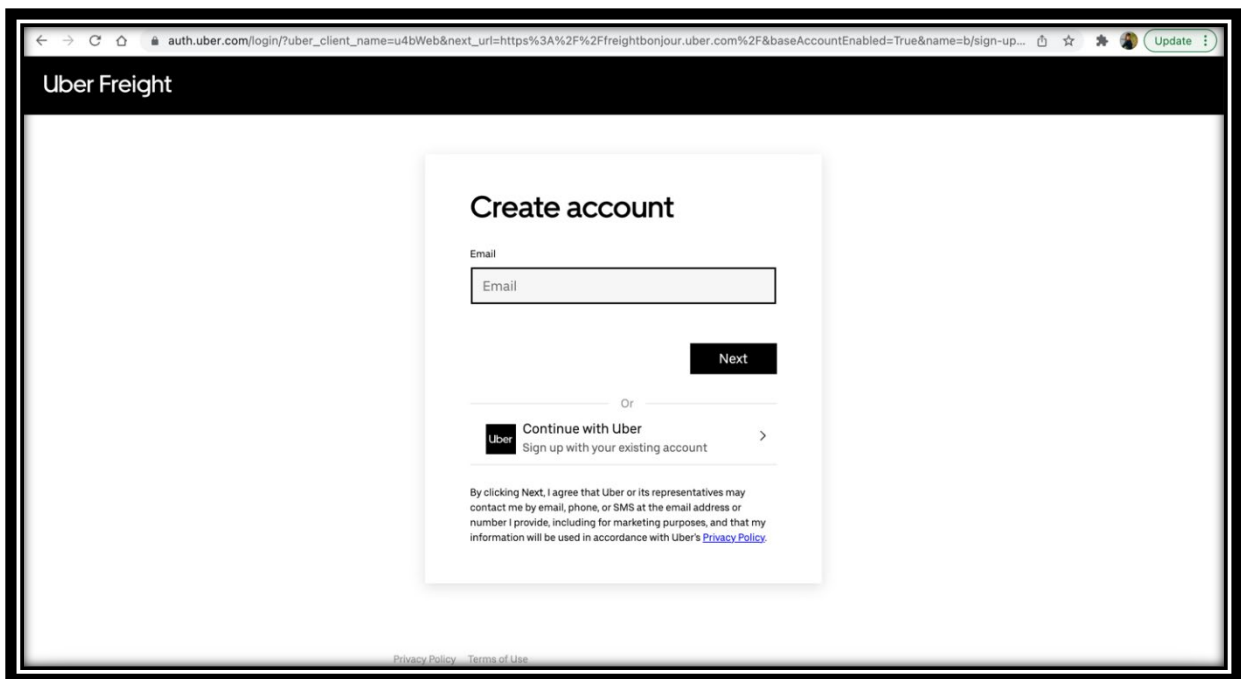 auth.uber.com/login/?uber_client_name=u4bWeb&next_url=https%3A%2F%2Ffreightbonjour.uber.com%2F&baseAccountEnabled=True&name=b/sign-up...
Update
Uber Freight
Create account
Email
Email
Next
Or
Uber
Continue with Uber
Sign up with your existing account
By clicking Next, I agree that Uber or its representatives may
contact me by email, phone, or SMS at the email address or
number I provide, including for marketing purposes, and that my
information will be used in accordance with Uber's Privacy Policy.
Privacy Policy Terms of Use